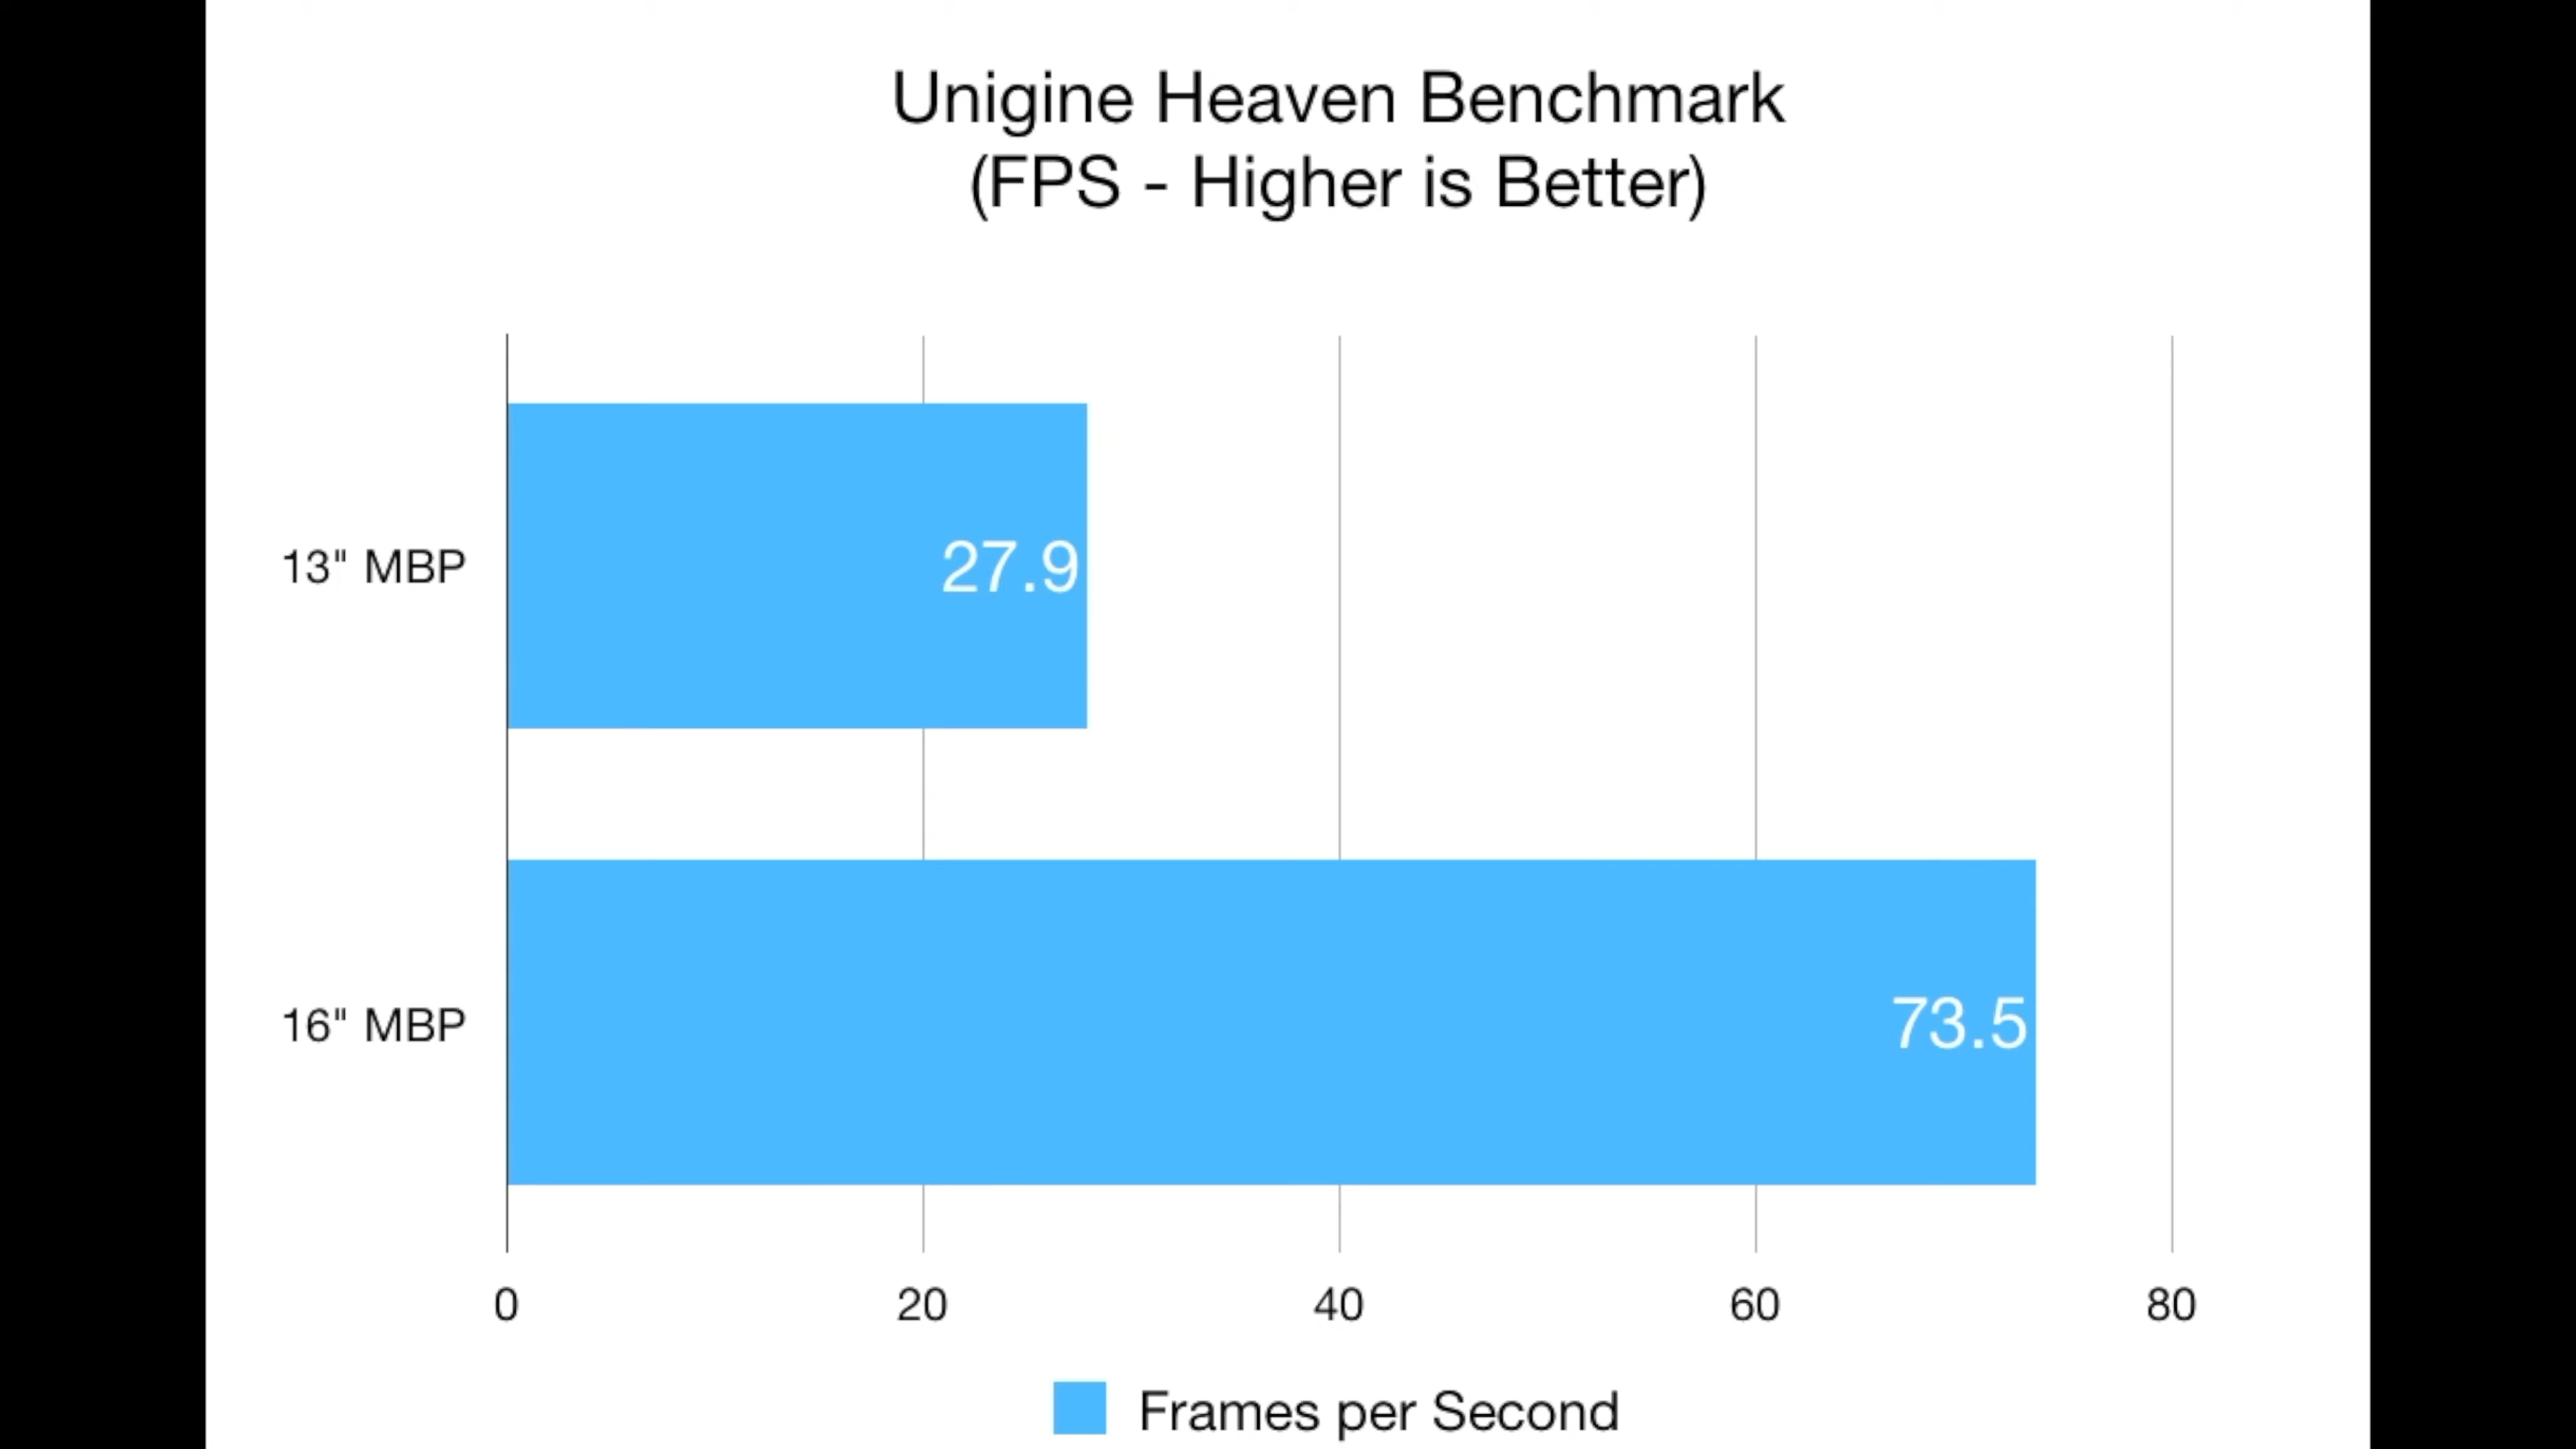 Unigine Heaven Benchmark
(FPS - Higher is Better)
13" MBP
27.9
16" MBP
73.5
0 20 40 60 80
Frames per Second